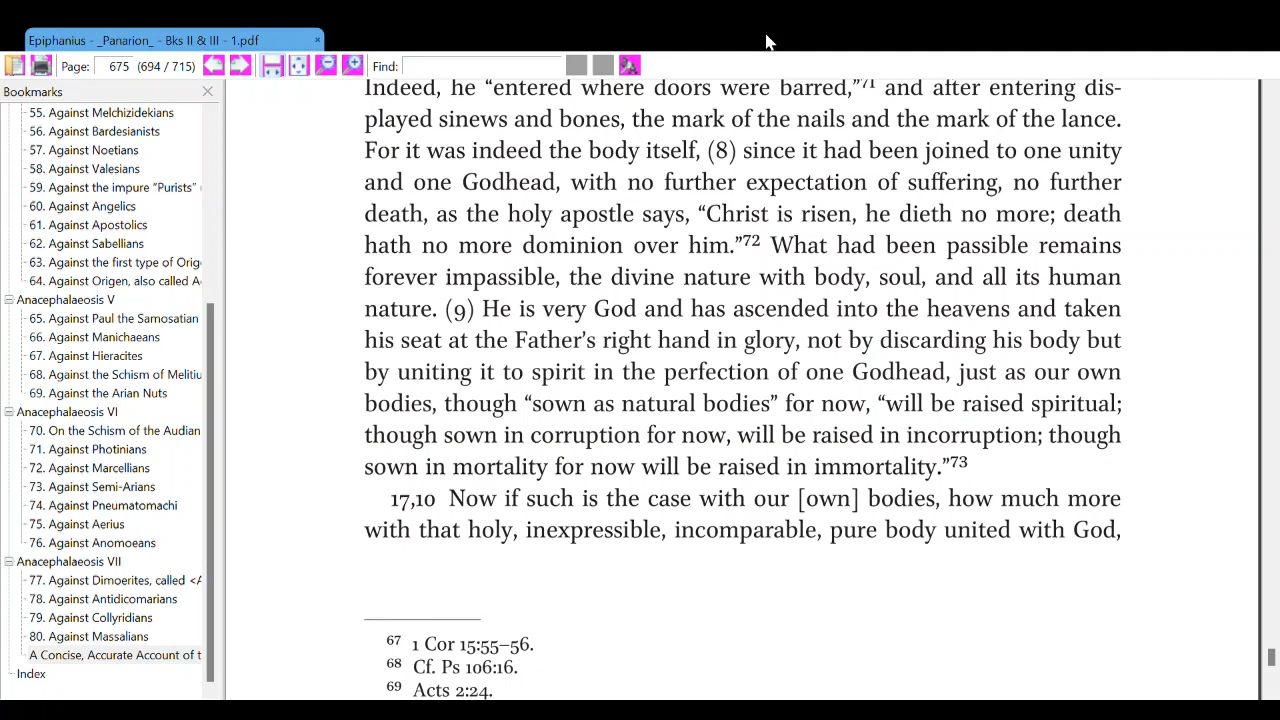 Epiphanius - _Panarion_ - Bks II & III - 1.pdf
Page: 675 (694 / 715) Find:
Bookmarks
55. Against Melchizidekians
56. Against Bardesianists
57. Against Noetians
58. Against Valesians
59. Against the impure “Purists” (
60. Against Angelics
61. Against Apostolics
62. Against Sabellians
63. Against the first type of Orig
64. Against Origen, also called A
Anacephalaeosis V
65. Against Paul the Samosatian
66. Against Manichaeans
67. Against Hieracites
68. Against the Schism of Melitiu
69. Against the Arian Nuts
Anacephalaeosis VI
70. On the Schism of the Audian
71. Against Photinians
72. Against Marcellians
73. Against Semi-Arians
74. Against Pneumatomachi
75. Against Aerius
76. Against Anomoeans
Anacephalaeosis VII
77. Against Dimoerites, called <A
78. Against Antidicomarians
79. Against Collyridians
80. Against Massalians
A Concise, Accurate Account of t
Index
Indeed, he “entered where doors were barred,”71 and after entering dis-
played sinews and bones, the mark of the nails and the mark of the lance.
For it was indeed the body itself, (8) since it had been joined to one unity
and one Godhead, with no further expectation of suffering, no further
death, as the holy apostle says, “Christ is risen, he dieth no more; death
hath no more dominion over him.”72 What had been passible remains
forever impassible, the divine nature with body, soul, and all its human
nature. (9) He is very God and has ascended into the heavens and taken
his seat at the Father’s right hand in glory, not by discarding his body but
by uniting it to spirit in the perfection of one Godhead, just as our own
bodies, though “sown as natural bodies” for now, “will be raised spiritual;
though sown in corruption for now, will be raised in incorruption; though
sown in mortality for now will be raised in immortality.”73
17,10 Now if such is the case with our [own] bodies, how much more
with that holy, inexpressible, incomparable, pure body united with God,
67 1 Cor 15:55–56.
68 Cf. Ps 106:16.
69 Acts 2:24.